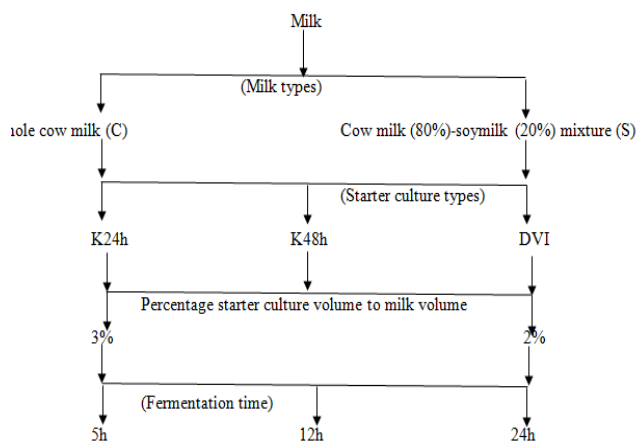 Milk
(Milk types)
ole cow milk (C) Cow milk (80%)-soymilk (20%) mixture (S)
(Starter culture types)
K24h K48h DVI
Percentage starter culture volume to milk volume
3% 2%
(Fermentation time)
5h 12h 24h